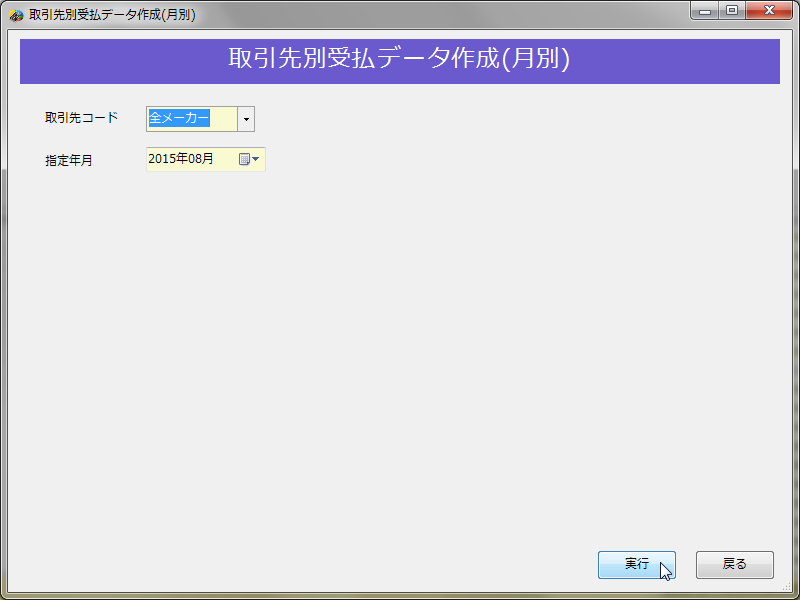 取引先別受払データ作成(月別)
取引先別受払データ作成(月別)
取引先コード 全メーカー
指定年月 2015年08月
実行 戻る